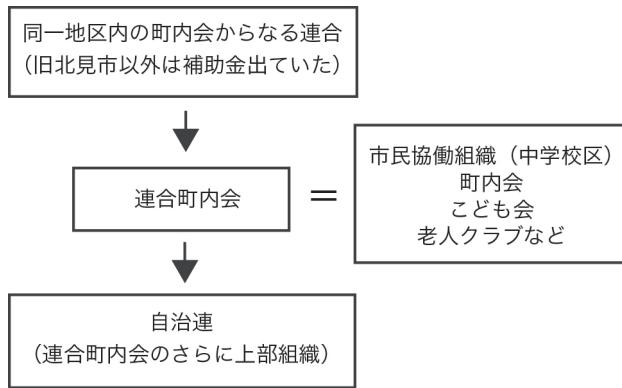 同一地区内の町内会からなる連合
(旧北見市以外は補助金出ていた)
連合町内会
=
市民協働組織(中学校区)
町内会
こども会
老人クラブなど
自治連
(連合町内会のさらに上部組織)